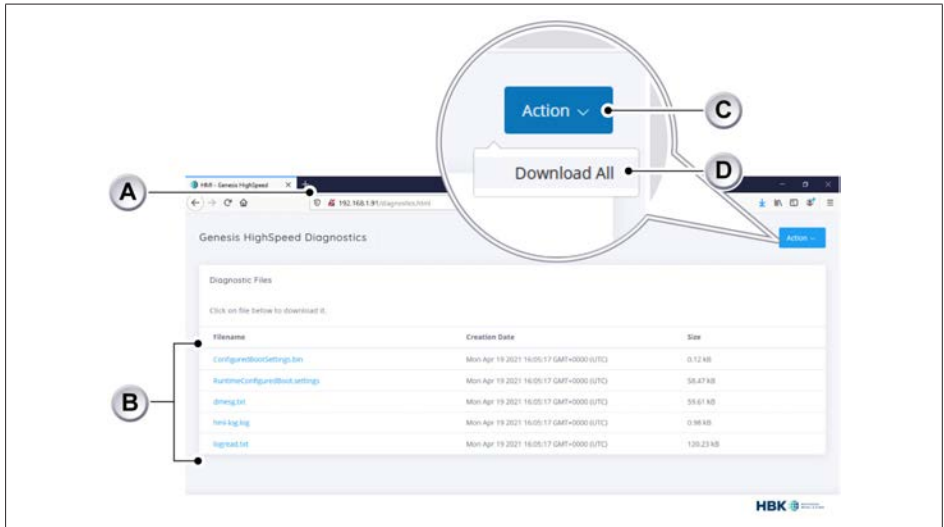 Action
C
Download All
D
A
HMI - Genesis HighSpeed
192.168.1.91/diagnostics.html
Genesis HighSpeed Diagnostics
Action
Diagnostic Files
Click on file below to download it.
Filename Creation Date Size
ConfiguredBootSettings.bin Mon Apr 19 2021 16:05:17 GMT+0000 (UTC) 0.12 kB
RuntimeConfiguredBoot.settings Mon Apr 19 2021 16:05:17 GMT+0000 (UTC) 58.47 kB
B
dmesg.txt Mon Apr 19 2021 16:05:17 GMT+0000 (UTC) 59.61 kB
hmi-log.log Mon Apr 19 2021 16:05:17 GMT+0000 (UTC) 0.98 kB
logread.txt Mon Apr 19 2021 16:05:17 GMT+0000 (UTC) 120.23 kB
HBK